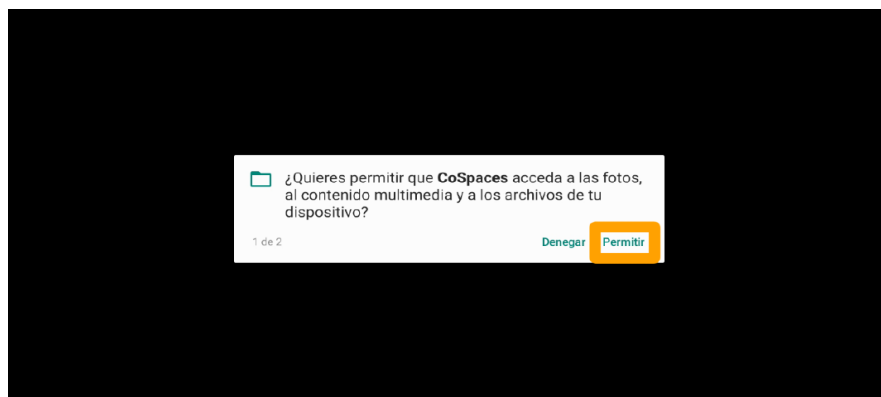 ¿Quieres permitir que CoSpaces acceda a las fotos,
al contenido multimedia y a los archivos de tu
dispositivo?
1 de 2
Denegar Permitir